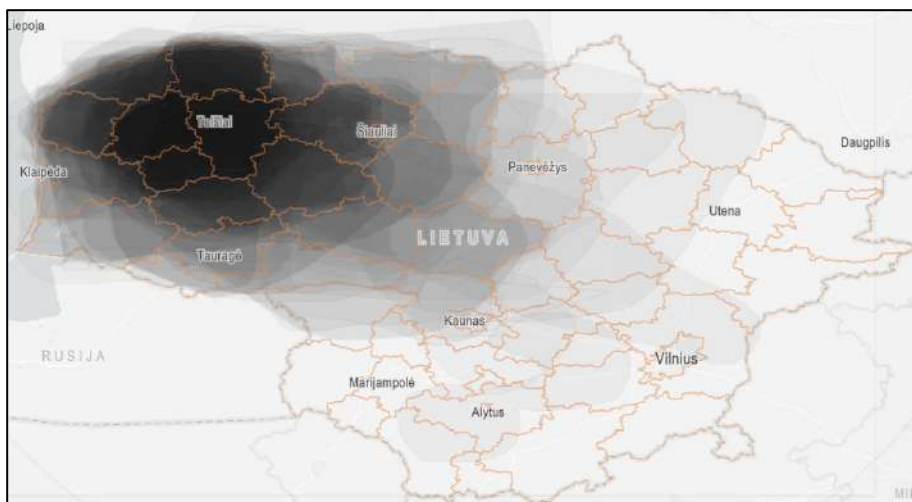 Liepoja
Telšiai
Šiauliai
Daugpilis
Klaipėda
Panevėžys
Utena
LIETUVA
Tauragė
Kaunas
RUSIJA
Vilnius
Marijampolė
Alytus